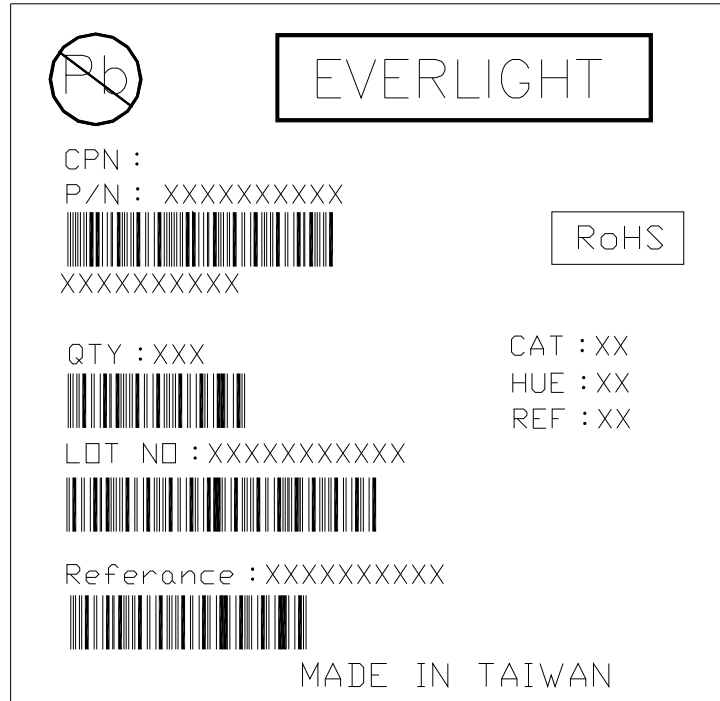 Pb
EVERLIGHT
CPN :
P/N : XXXXXXXXXX
RoHS
XXXXXXXXXX
QTY : XXX
CAT : XX
HUE : XX
REF : XX
LOT NO : XXXXXXXXXXX
Referance : XXXXXXXXXX
MADE IN TAIWAN